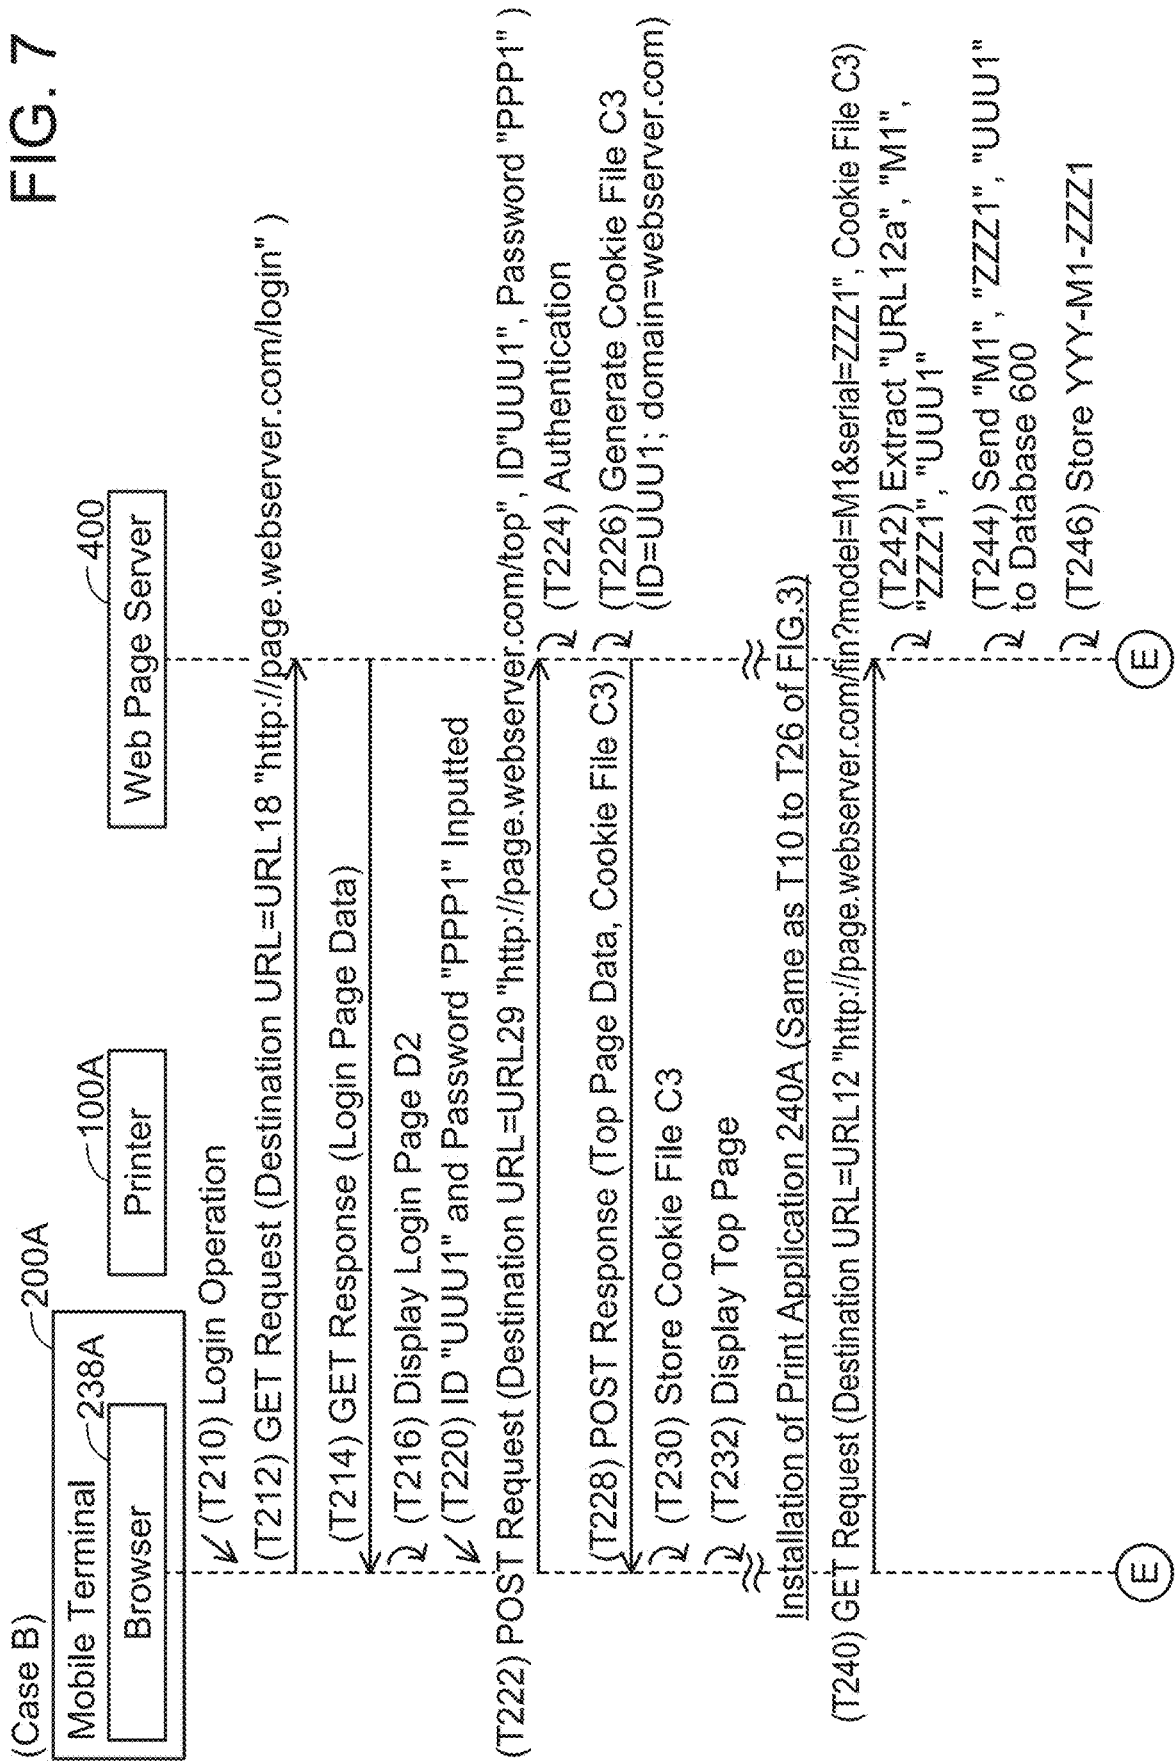 FIG. 7
(Case B)
200A
Mobile Terminal
238A
Browser
100A
Printer
400
Web Page Server
(T210) Login Operation
(T212) GET Request (Destination URL=URL18 "http://page.webserver.com/login" )
(T214) GET Response (Login Page Data)
(T216) Display Login Page D2
(T220) ID "UUU1" and Password "PPP1" Inputted
(T222) POST Request (Destination URL=URL29 "http://page.webserver.com/top", ID"UUU1", Password "PPP1" )
(T224) Authentication
(T226) Generate Cookie File C3
(ID=UUU1; domain=webserver.com)
(T228) POST Response (Top Page Data, Cookie File C3)
(T230) Store Cookie File C3
(T232) Display Top Page
Installation of Print Application 240A (Same as T10 to T26 of FIG.3)
(T240) GET Request (Destination URL=URL12 "http://page.webserver.com/fin?model=M1&serial=ZZZ1", Cookie File C3)
(T242) Extract "URL12a", "M1",
"ZZZ1", "UUU1"
(T244) Send "M1", "ZZZ1", "UUU1"
to Database 600
(T246) Store YYY-M1-ZZZ1
E
E